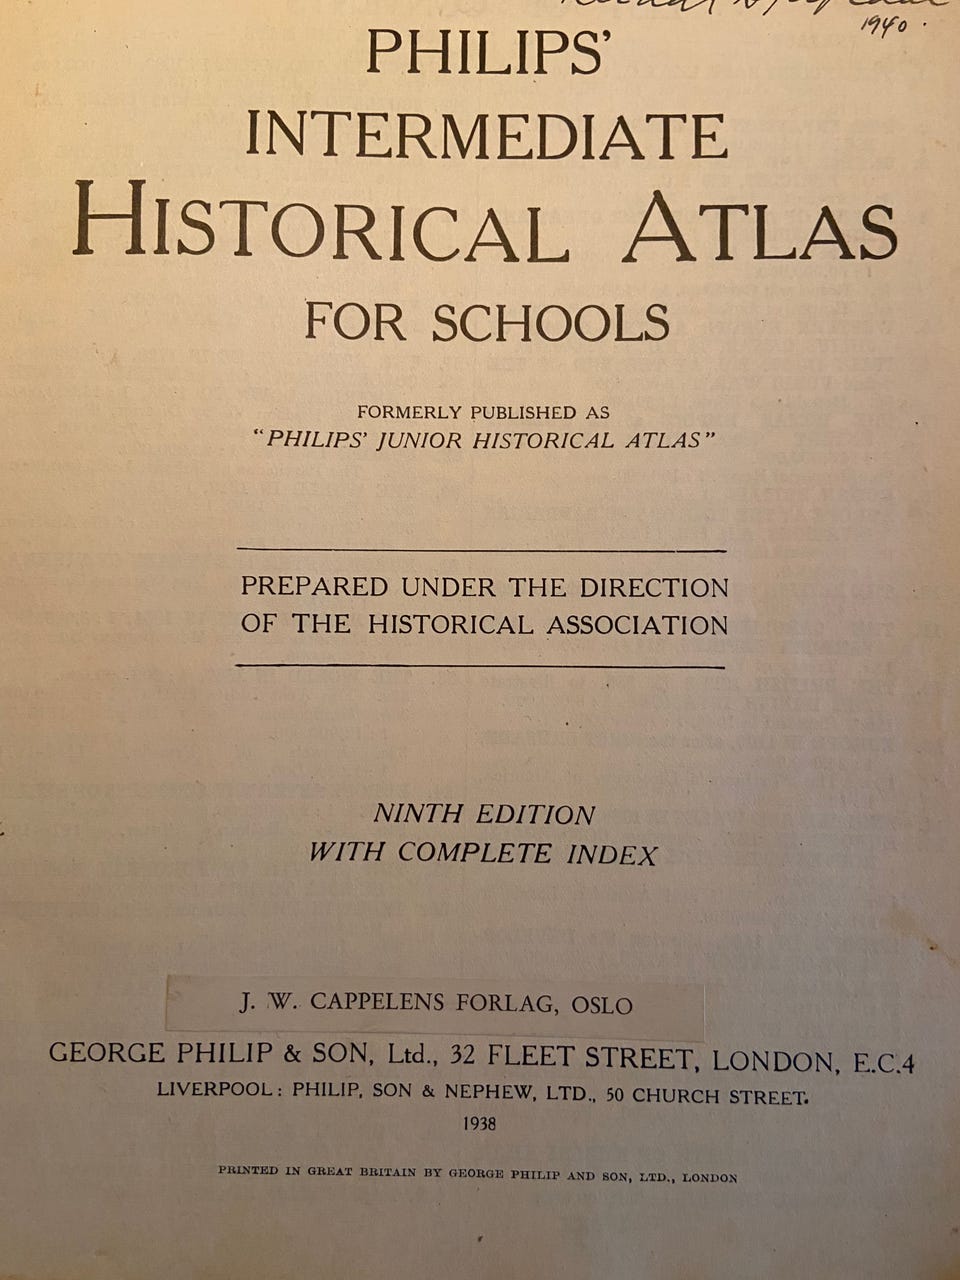 1940.
PHILIPS'
INTERMEDIATE
HISTORICAL ATLAS
FOR SCHOOLS
FORMERLY PUBLISHED AS
"PHILIPS' JUNIOR HISTORICAL ATLAS"
PREPARED UNDER THE DIRECTION
OF THE HISTORICAL ASSOCIATION
NINTH EDITION
WITH COMPLETE INDEX
J. W. CAPPELENS FORLAG, OSLO
GEORGE PHILIP & SON, Ltd., 32 FLEET STREET, LONDON, E.C.4
LIVERPOOL: PHILIP, SON & NEPHEW, LTD., 50 CHURCH STREET.
1938
PRINTED IN GREAT BRITAIN BY GEORGE PHILIP AND SON, LTD., LONDON